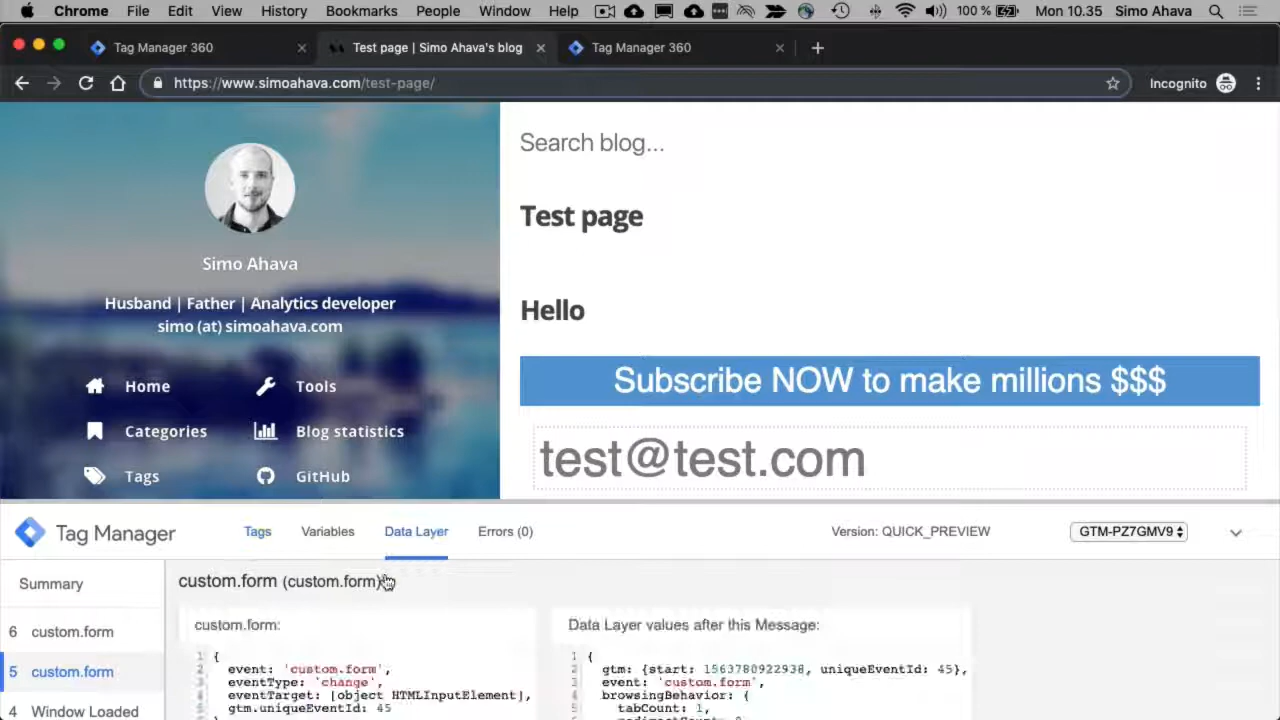 Chrome File Edit View History Bookmarks People Window Help 100 % Mon 10.35 Simo Ahava
Tag Manager 360 Test page | Simo Ahava's blog Tag Manager 360
https://www.simoahava.com/test-page/ Incognito
Search blog...
Test page
Simo Ahava
Husband | Father | Analytics developer
simo (at) simoahava.com
Hello
Home Tools
Subscribe NOW to make millions $$$
Categories Blog statistics
test@test.com
Tags GitHub
Tag Manager Tags Variables Data Layer Errors (0) Version: QUICK_PREVIEW GTM-PZ7GMV9
Summary
custom.form (custom.form)
6 custom.form
5 custom.form
4 Window Loaded
custom.form:
1 {
2 event: 'custom.form',
3 eventType: 'change',
4 eventTarget: [object HTMLInputElement],
gtm.uniqueEventId: 45
Data Layer values after this Message:
1 {
2 gtm: {start: 1563780922938, uniqueEventId: 45},
3 event: 'custom.form',
browsingBehavior: {
tabCount: 1,